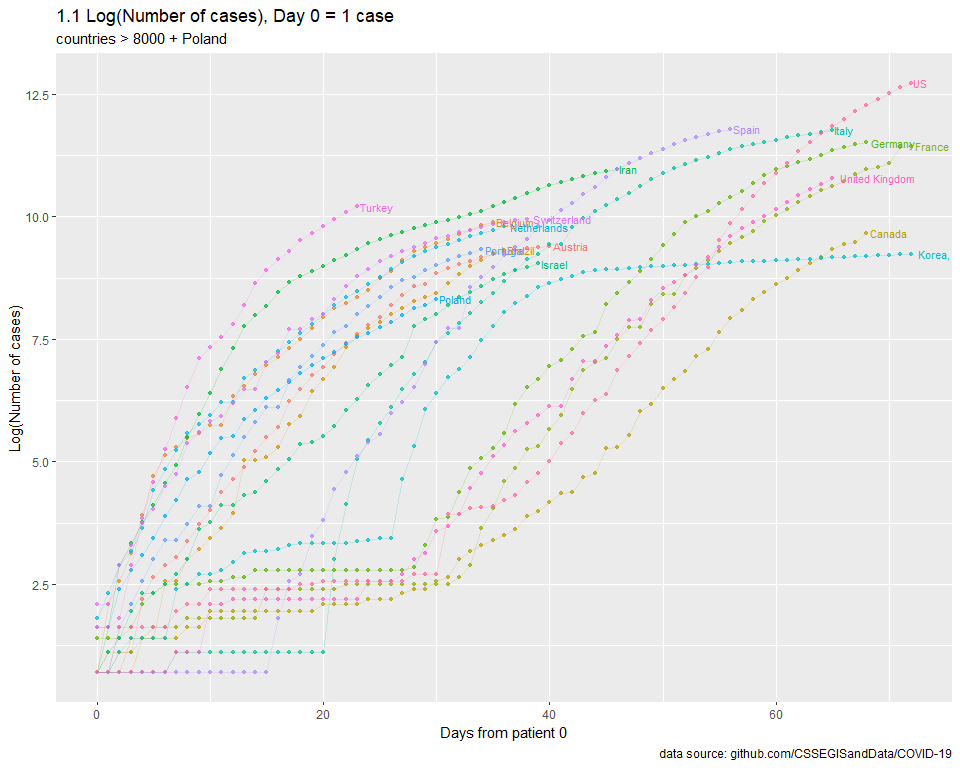 1.1 Log(Number of cases), Day 0 = 1 case
countries > 8000 + Poland
12.5
10.0
7.5
5.0
2.5
Log(Number of cases)
US
Spain
Italy
Germany
France
Iran
United Kingdom
Turkey
Belgium
Switzerland
Netherlands
Canada
Austria
Portugal
Brazil
Korea,
Israel
Poland
0
20
40
60
Days from patient 0
data source: github.com/CSSEGISandData/COVID-19